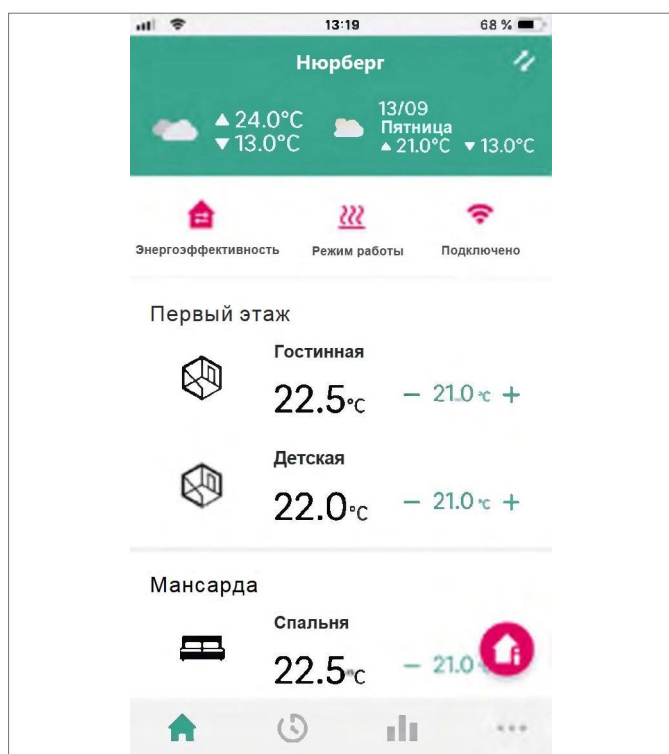 13:19 68 %
Нюрберг
▲ 24.0°C
▼ 13.0°C
13/09
Пятница
▲ 21.0°C ▼ 13.0°C
Энергоэффективность Режим работы Подключено
Первый этаж
Гостинная
22.5°C − 21.0 °C +
Детская
22.0°C − 21.0 °C +
Мансарда
Спальня
22.5°C − 21.0